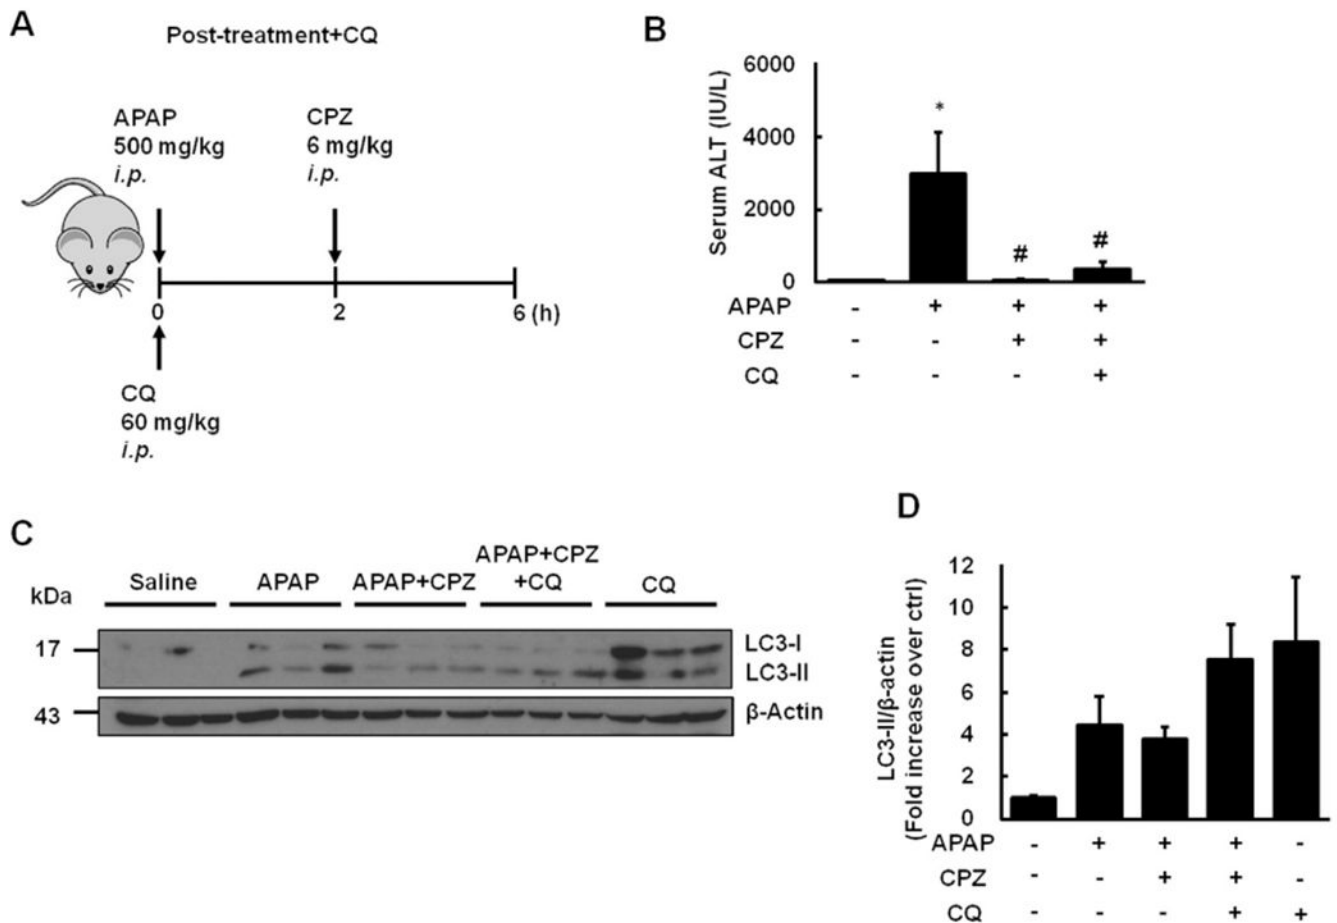 A
Post-treatment+CQ
APAP
500 mg/kg
i.p.
CPZ
6 mg/kg
i.p.
0 2 6 (h)
CQ
60 mg/kg
i.p.
B
Serum ALT (IU/L)
6000
4000
2000
0
*
#
#
APAP - + + +
CPZ - - + +
CQ - - - +
C
kDa
Saline
APAP
APAP+CPZ
APAP+CPZ
+CQ
CQ
17
LC3-I
LC3-II
43
β-Actin
D
LC3-II/β-actin
(Fold increase over ctrl)
12
10
8
6
4
2
0
APAP - + + + -
CPZ - - + + -
CQ - - - + +